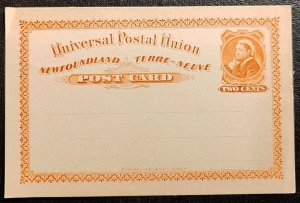 Universal Postal Union
NEWFOUNDLAND TERRE-NEUVE
POST CARD
TWO CENTS